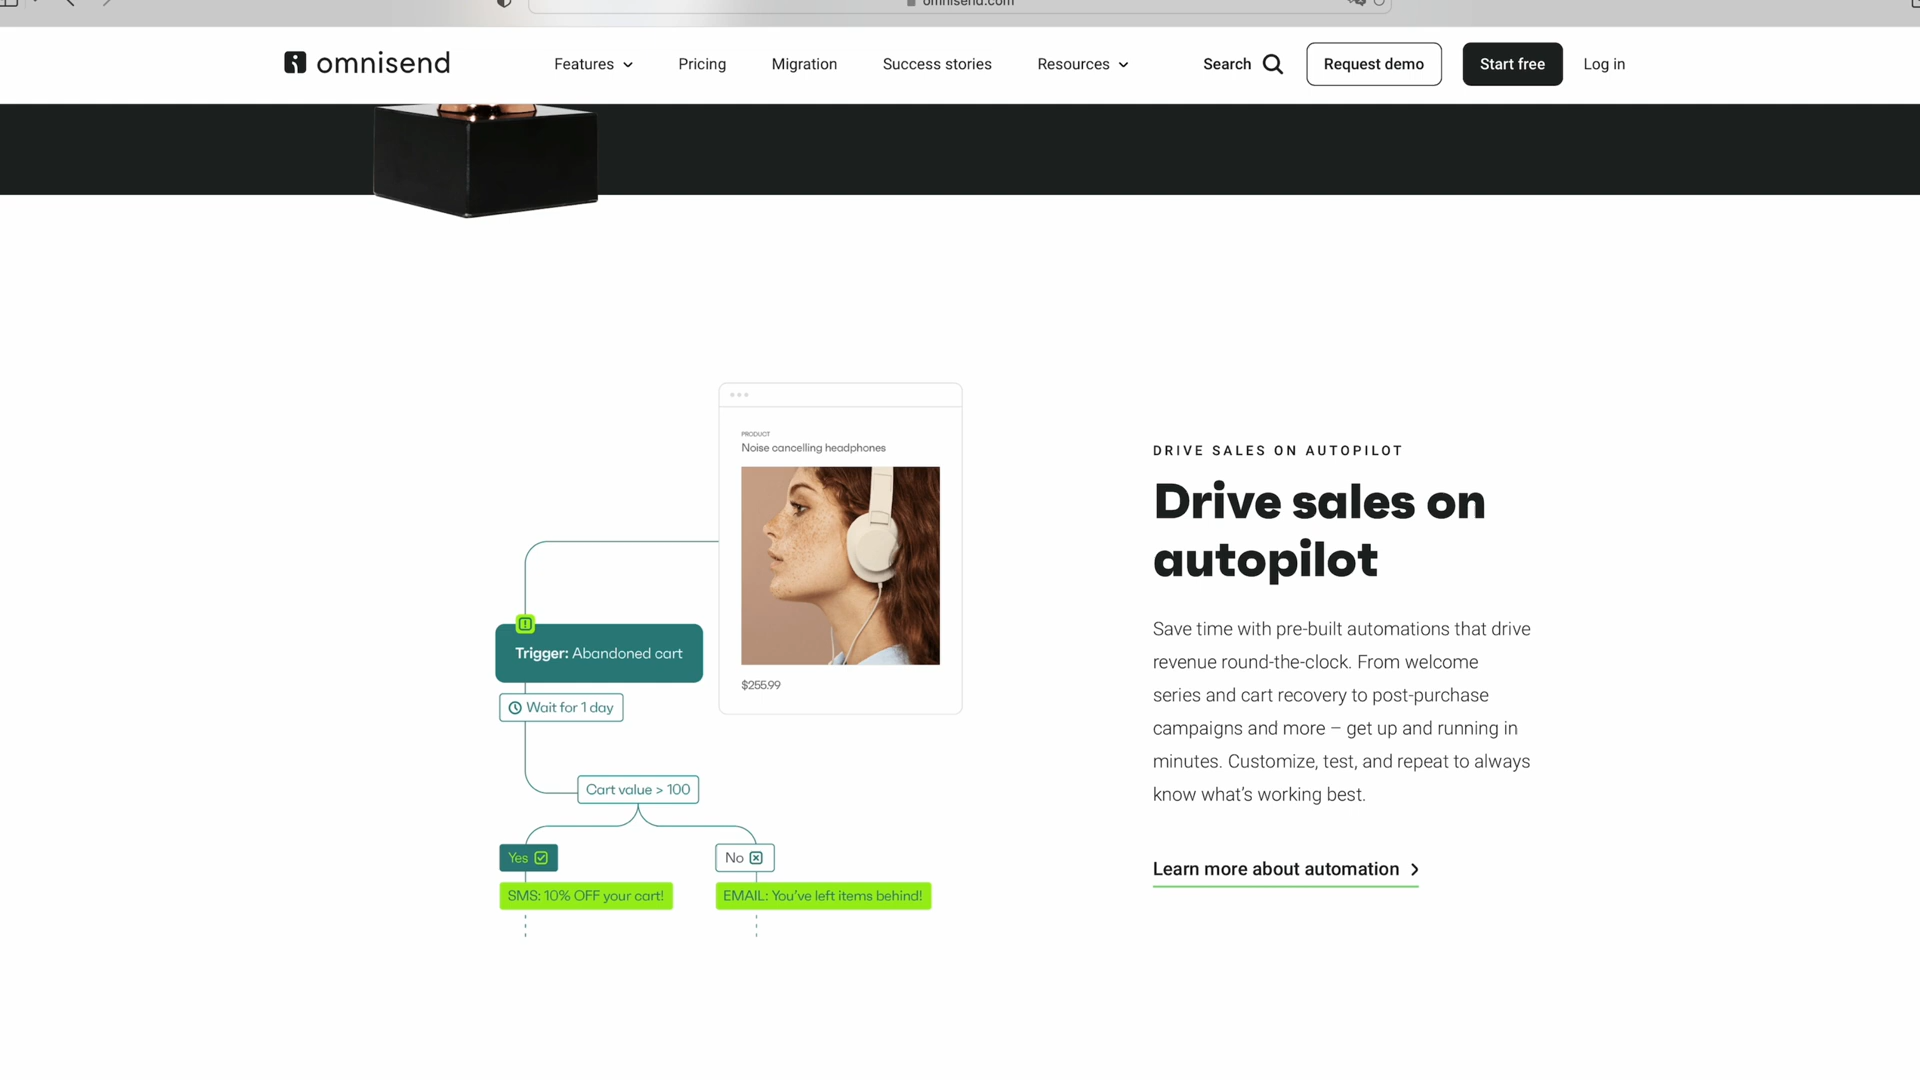 omnisend.com
omnisend
Features
Pricing
Migration
Success stories
Resources
Search
Request demo
Start free
Log in
PRODUCT
Noise cancelling headphones
$255.99
Trigger: Abandoned cart
Wait for 1 day
Cart value > 100
Yes
No
SMS: 10% OFF your cart!
EMAIL: You've left items behind!
DRIVE SALES ON AUTOPILOT
Drive sales on
autopilot
Save time with pre-built automations that drive
revenue round-the-clock. From welcome
series and cart recovery to post-purchase
campaigns and more – get up and running in
minutes. Customize, test, and repeat to always
know what’s working best.
Learn more about automation